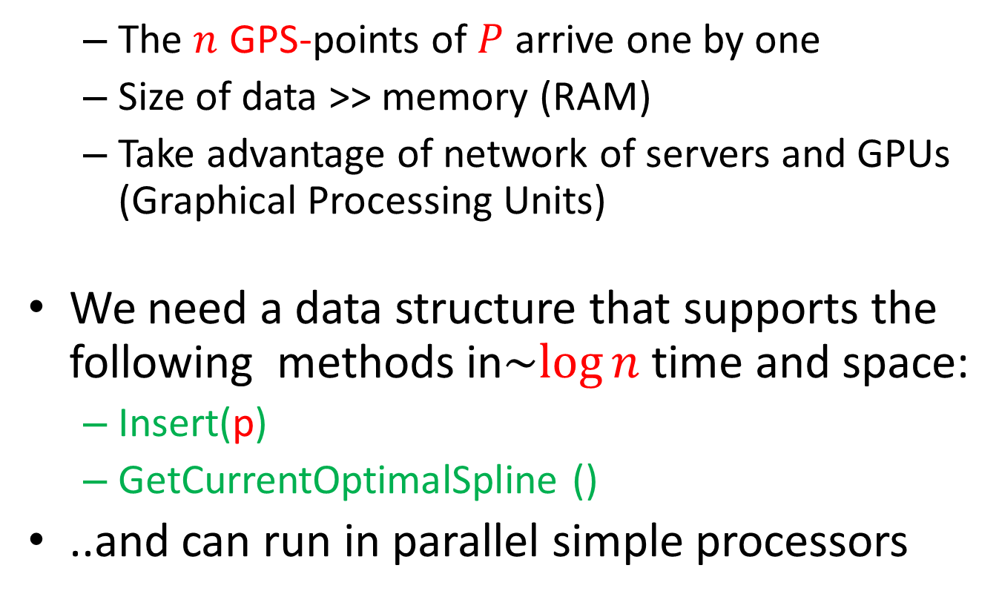 – The n GPS-points of P arrive one by one
– Size of data >> memory (RAM)
– Take advantage of network of servers and GPUs
(Graphical Processing Units)
• We need a data structure that supports the
following methods in~log n time and space:
– Insert(p)
– GetCurrentOptimalSpline ()
• ..and can run in parallel simple processors